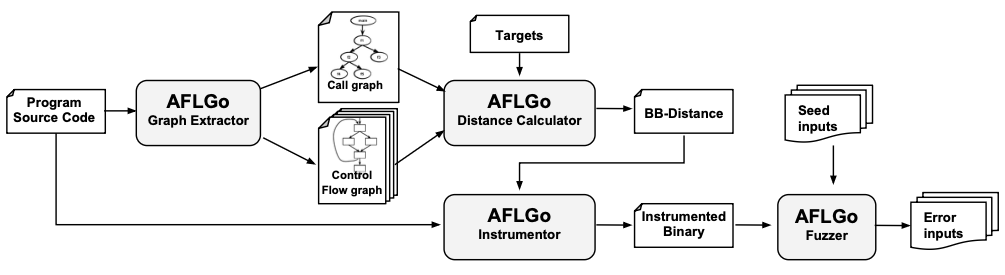 Program
Source Code
AFLGo
Graph Extractor
main
Call graph
Control
Flow graph
Targets
AFLGo
Distance Calculator
BB-Distance
AFLGo
Instrumentor
Instrumented
Binary
Seed
inputs
AFLGo
Fuzzer
Error
inputs